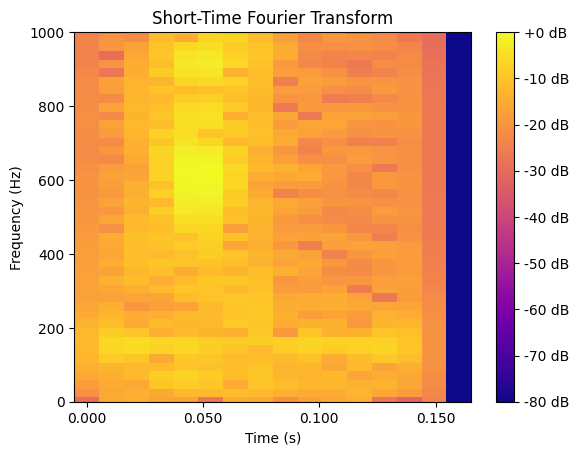 Short-Time Fourier Transform
1000
800
600
400
200
0
Frequency (Hz)
0.000
0.050
0.100
0.150
Time (s)
+0 dB
-10 dB
-20 dB
-30 dB
-40 dB
-50 dB
-60 dB
-70 dB
-80 dB